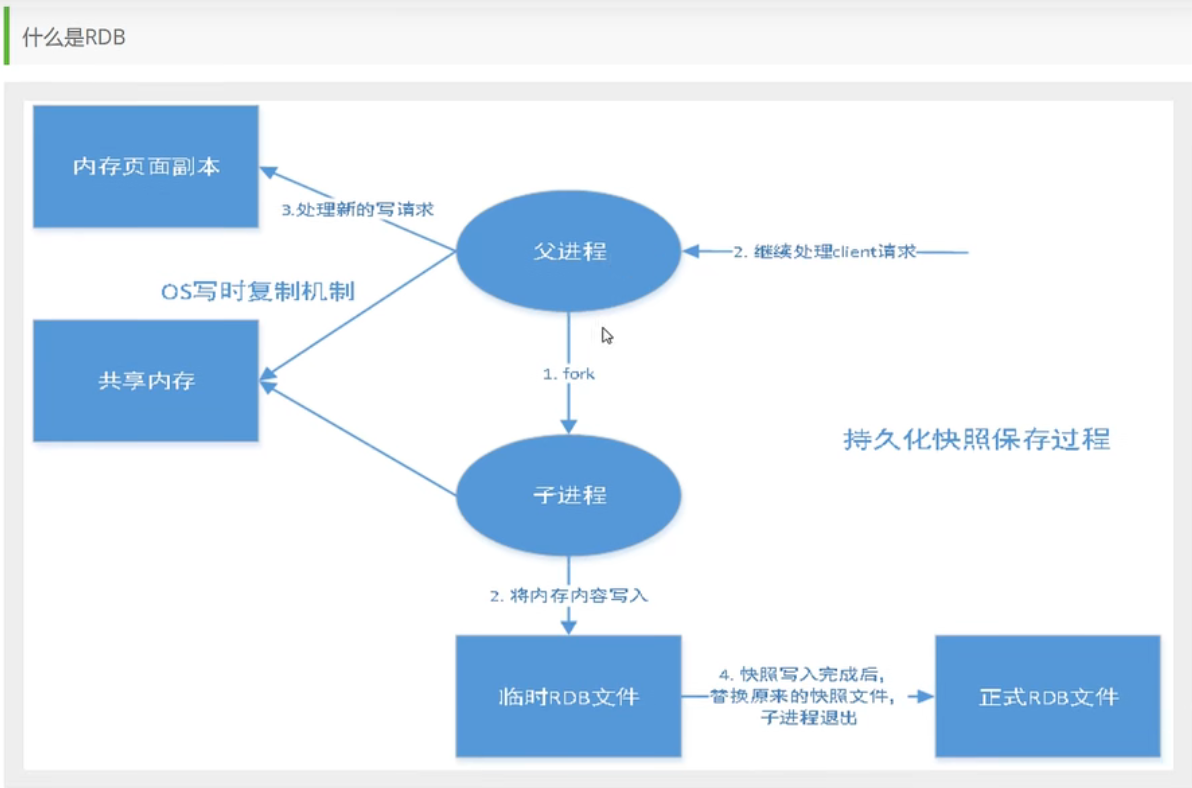 什么是RDB
内存页面副本
3.处理新的写请求
父进程
2. 继续处理client请求
OS写时复制机制
共享内存
1. fork
持久化快照保存过程
子进程
2. 将内存内容写入
临时RDB文件
4. 快照写入完成后,
替换原来的快照文件,
子进程退出
正式RDB文件